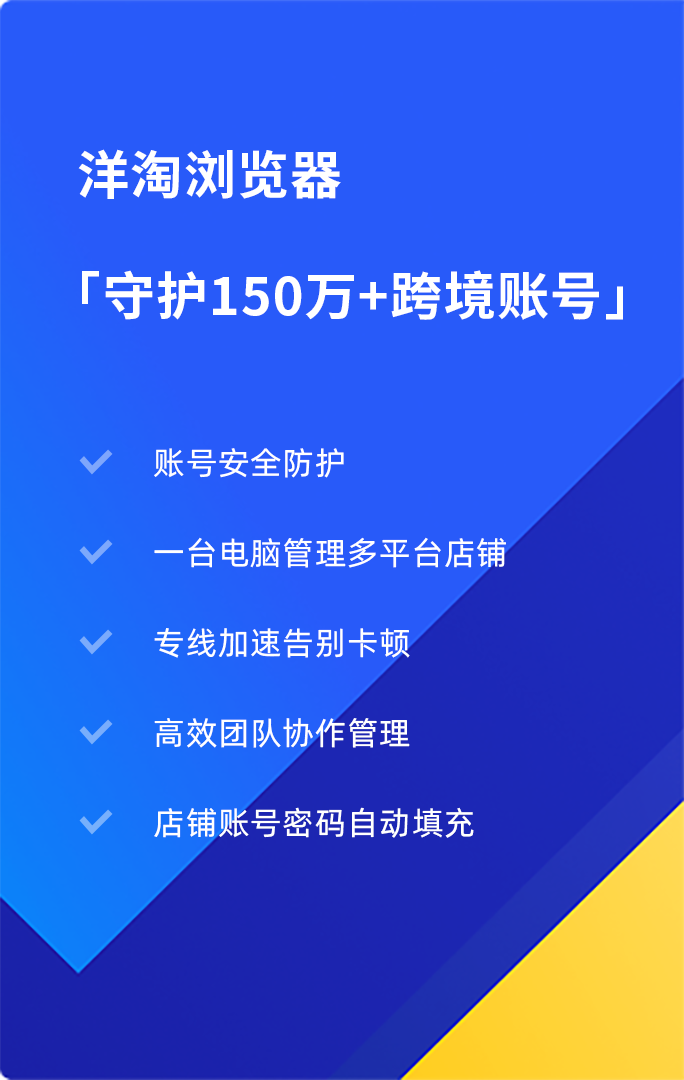 洋淘浏览器
「守护150万+跨境账号」
账号安全防护
一台电脑管理多平台店铺
专线加速告别卡顿
高效团队协作管理
店铺账号密码自动填充